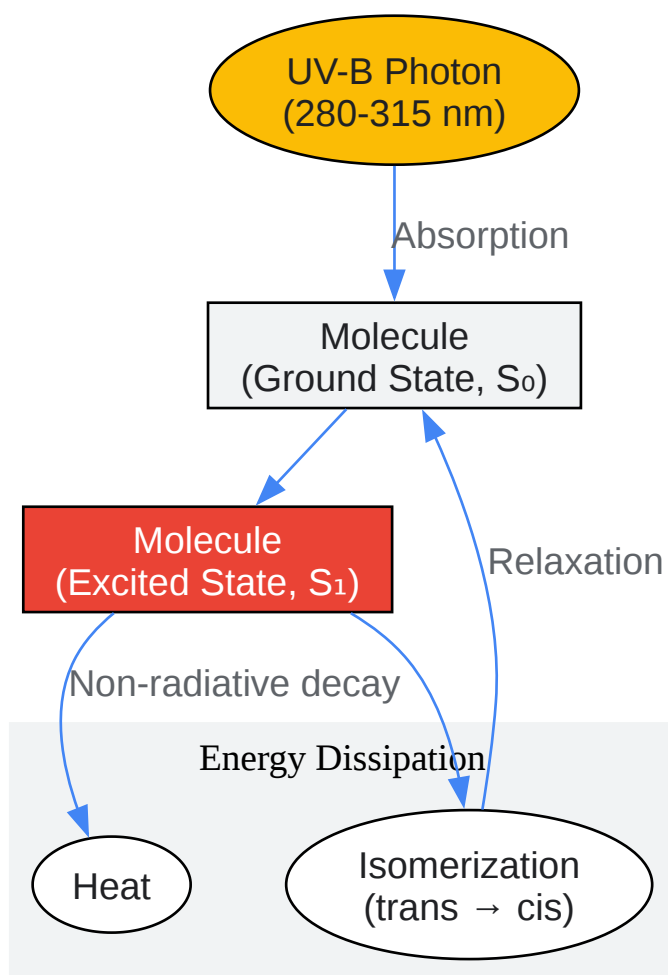 UV-B Photon
(280-315 nm)
Absorption
Molecule
(Ground State, S₀)
Molecule
(Excited State, S₁)
Relaxation
Non-radiative decay
Energy Dissipation
Heat
Isomerization
(trans → cis)